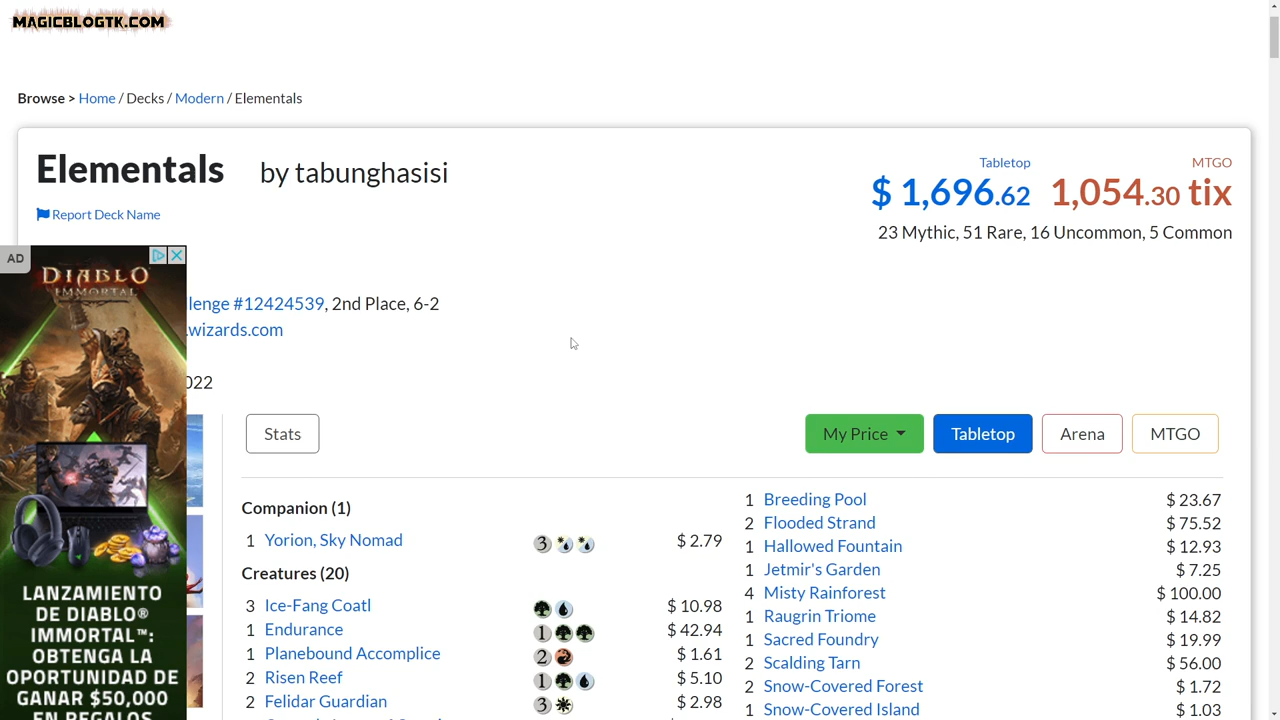 MAGICBLOGTK.COM
Browse > Home / Decks / Modern / Elementals
Elementals by tabunghasisi
Report Deck Name
Tabletop MTGO
$ 1,696.62 1,054.30 tix
23 Mythic, 51 Rare, 16 Uncommon, 5 Common
lenge #12424539, 2nd Place, 6-2
.wizards.com
022
AD
DIABLO
IMMORTAL
LANZAMIENTO
DE DIABLO®
IMMORTAL™:
OBTENGA LA
OPORTUNIDAD DE
GANAR $50,000
EN REGALOS
Stats
My Price
Tabletop
Arena
MTGO
Companion (1)
1 Yorion, Sky Nomad 3 $ 2.79
Creatures (20)
3 Ice-Fang Coatl $ 10.98
1 Endurance 1 $ 42.94
1 Planebound Accomplice 2 $ 1.61
2 Risen Reef 1 $ 5.10
2 Felidar Guardian 3 $ 2.98
1 Breeding Pool $ 23.67
2 Flooded Strand $ 75.52
1 Hallowed Fountain $ 12.93
1 Jetmir's Garden $ 7.25
4 Misty Rainforest $ 100.00
1 Raugrin Triome $ 14.82
1 Sacred Foundry $ 19.99
2 Scalding Tarn $ 56.00
2 Snow-Covered Forest $ 1.72
1 Snow-Covered Island $ 1.03